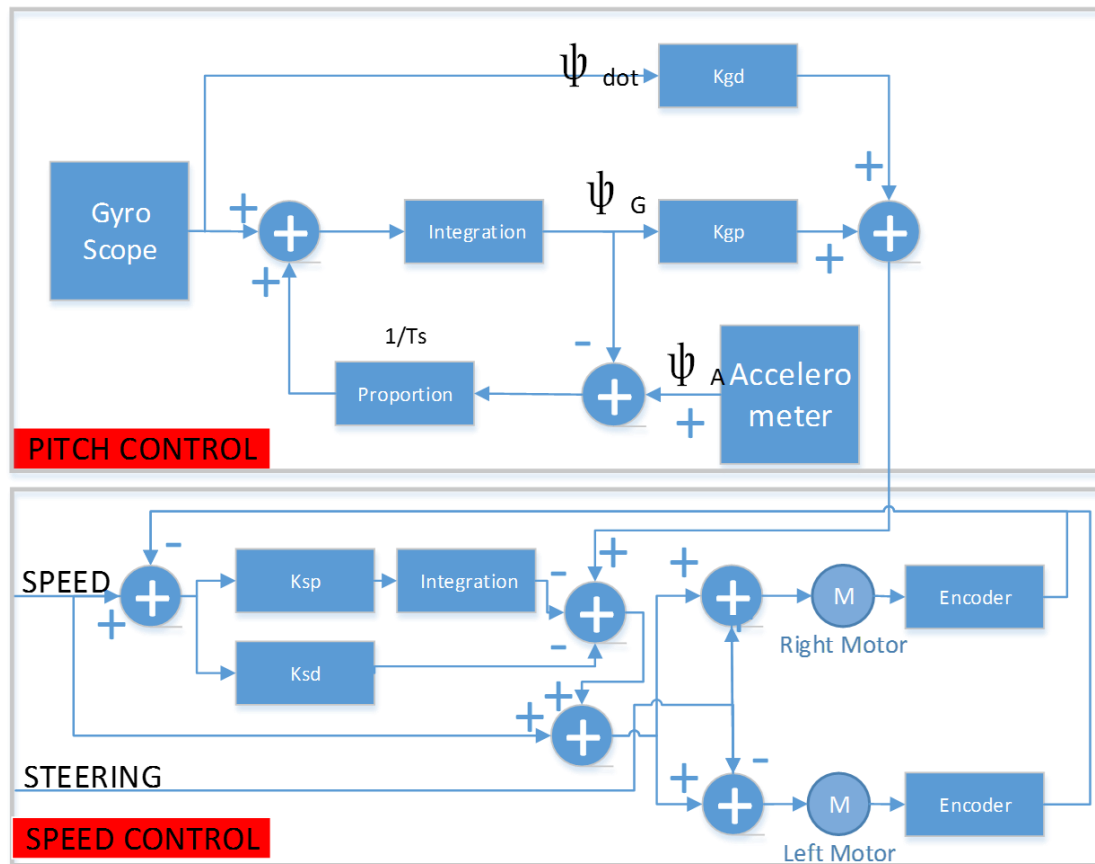 ψ dot
Kgd
+
Gyro
Scope
+
+
Integration
ψ G
Kgp
+
+
+
+
1/Ts
Proportion
-
+
ψ A
+
Accelero
meter
PITCH CONTROL
-
SPEED
+
+
Ksp
Integration
-
+
+
-
Ksd
+
+
+
M
Encoder
Right Motor
+
+
+
STEERING
-
+
+
M
Encoder
Left Motor
SPEED CONTROL